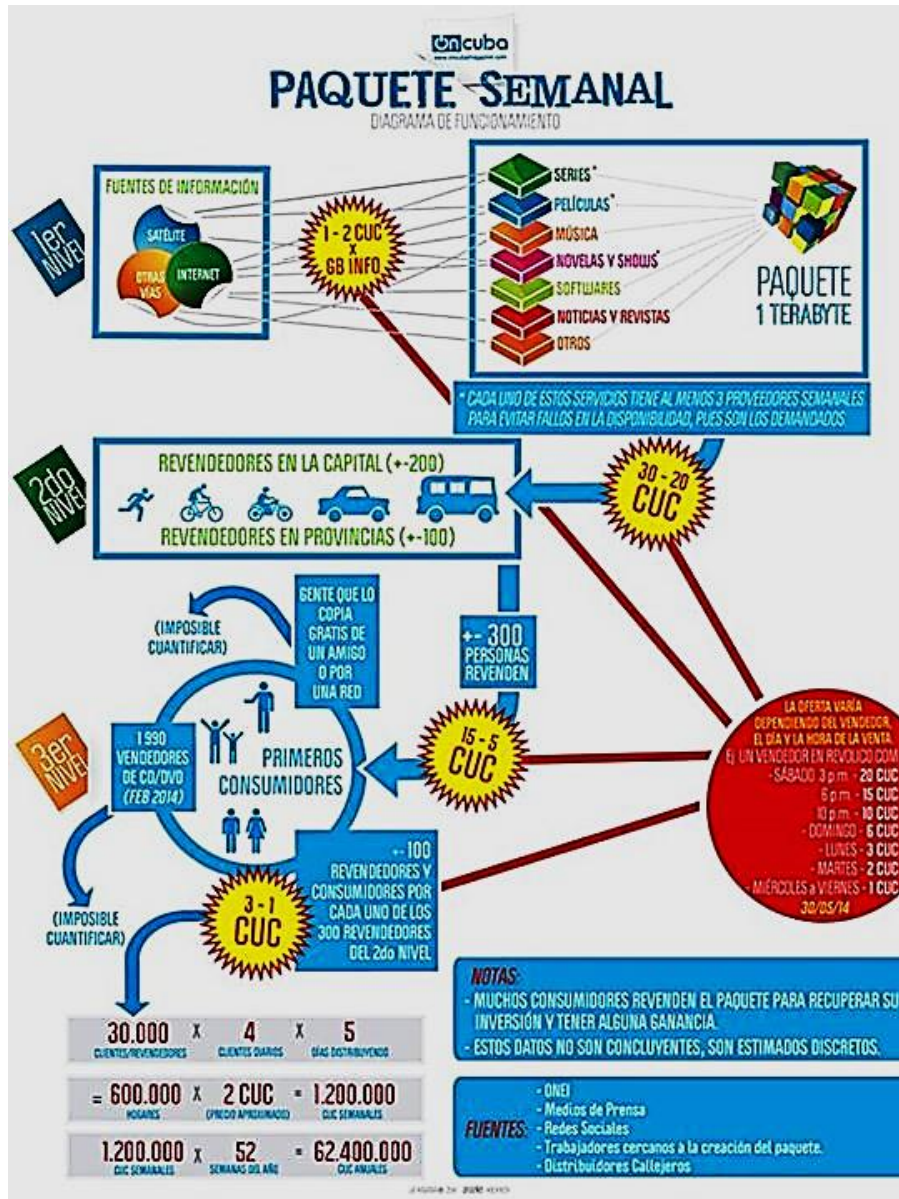 ONcuba
www.oncubamagazine.com
PAQUETE SEMANAL
DIAGRAMA DE FUNCIONAMIENTO
1er
NIVEL
FUENTES DE INFORMACIÓN
SATÉLITE
OTRAS
VÍAS
INTERNET
1 - 2 CUC
x
GB INFO
SERIES*
PELÍCULAS*
MÚSICA
NOVELAS Y SHOWS*
SOFTWARES
NOTICIAS Y REVISTAS
OTROS
PAQUETE
1 TERABYTE
* CADA UNO DE ESTOS SERVICIOS TIENE AL MENOS 3 PROVEEDORES SEMANALES
PARA EVITAR FALLOS EN LA DISPONIBILIDAD, PUES SON LOS DEMANDADOS.
2do
NIVEL
REVENDEDORES EN LA CAPITAL (+-200)
REVENDEDORES EN PROVINCIAS (+-100)
30 - 20
CUC
+- 300
PERSONAS
REVENDEN
15 - 5
CUC
3er
NIVEL
(IMPOSIBLE
CUANTIFICAR)
GENTE QUE LO
COPIA
GRATIS DE
UN AMIGO
O POR
UNA RED
1 990
VENDEDORES
DE CD/DVD
(FEB 2014)
PRIMEROS
CONSUMIDORES
(IMPOSIBLE
CUANTIFICAR)
+-100
REVENDEDORES Y
CONSUMIDORES POR
CADA UNO DE LOS
300 REVENDEDORES
DEL 2do NIVEL
3 - 1
CUC
LA OFERTA VARÍA
DEPENDIENDO DEL VENDEDOR,
EL DÍA Y LA HORA DE LA VENTA.
Ej. UN VENDEDOR EN REVOLICO.COM
- SÁBADO 3 p.m. - 20 CUC
6 p.m. - 15 CUC
10 p.m. - 10 CUC
- DOMINGO - 6 CUC
- LUNES - 3 CUC
- MARTES - 2 CUC
- MIÉRCOLES a VIERNES - 1 CUC
30/05/14
30.000 x 4 x 5
CLIENTES/REVENDEDORES CLIENTES DIARIOS DÍAS DISTRIBUYENDO
= 600.000 x 2 CUC = 1.200.000
HOGARES (PRECIO APROXIMADO) CUC SEMANALES
1.200.000 x 52 = 62.400.000
CUC SEMANALES SEMANAS DEL AÑO CUC ANUALES
NOTAS:
- MUCHOS CONSUMIDORES REVENDEN EL PAQUETE PARA RECUPERAR SU
INVERSIÓN Y TENER ALGUNA GANANCIA.
- ESTOS DATOS NO SON CONCLUYENTES, SON ESTIMADOS DISCRETOS.
FUENTES:
- ONEI
- Medios de Prensa
- Redes Sociales
- Trabajadores cercanos a la creación del paquete.
- Distribuidores Callejeros